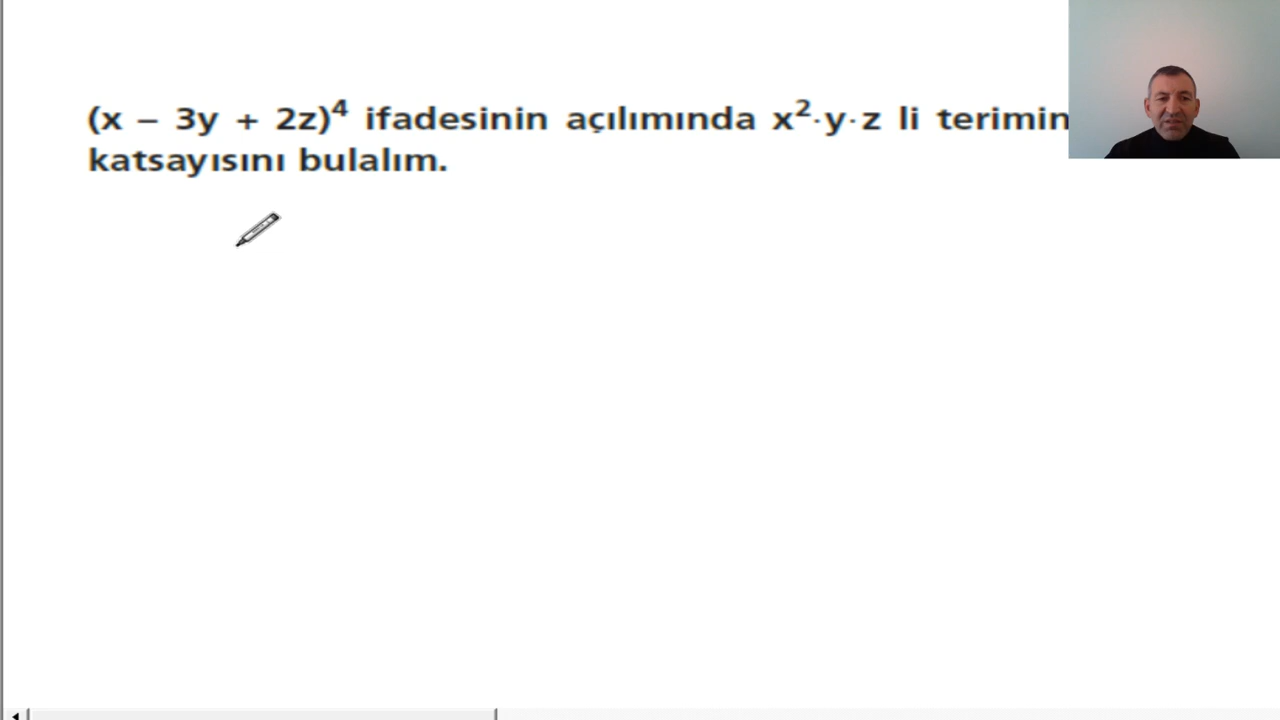 (x – 3y + 2z)⁴ ifadesinin açılımında x²·y·z li terimin
katsayısını bulalım.